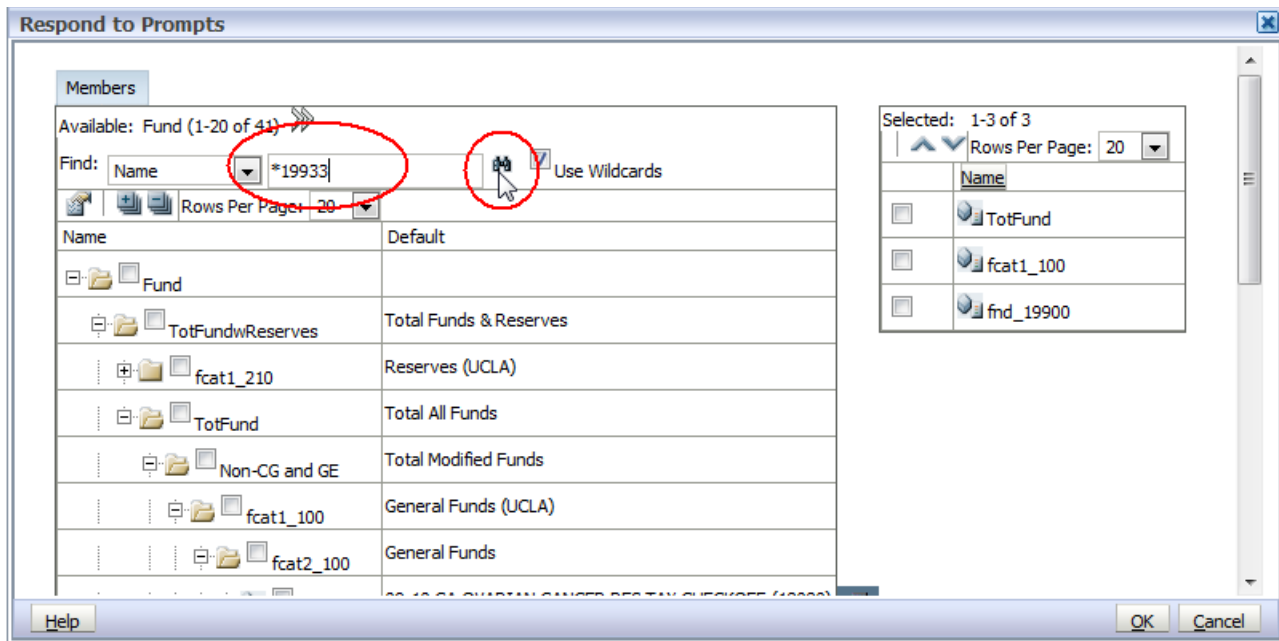 Respond to Prompts
Members
Available: Fund (1-20 of 41)
Find: Name *19933 Use Wildcards
Rows Per Page: 20
Name Default
Fund
TotFundwReserves Total Funds & Reserves
fcat1_210 Reserves (UCLA)
TotFund Total All Funds
Non-CG and GE Total Modified Funds
fcat1_100 General Funds (UCLA)
fcat2_100 General Funds
Selected: 1-3 of 3
Rows Per Page: 20
Name
TotFund
fcat1_100
fnd_19900
Help OK Cancel